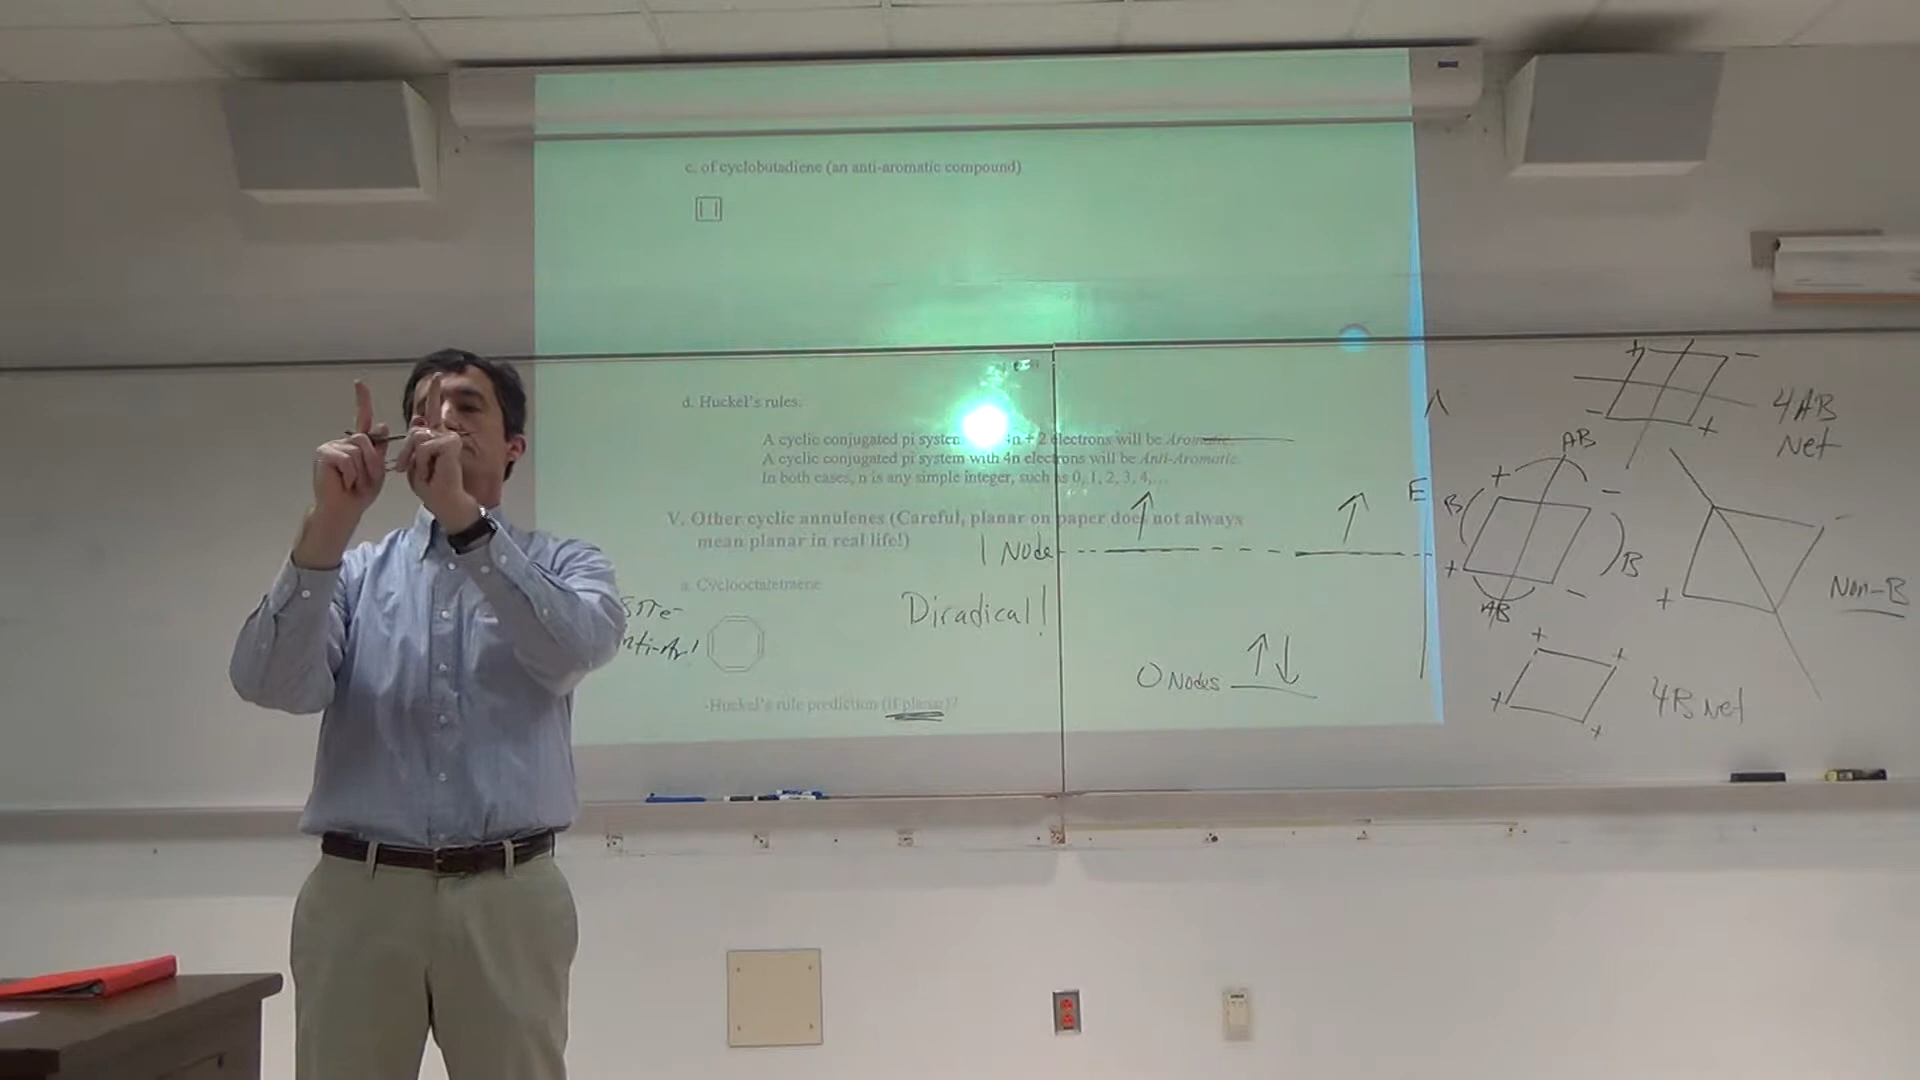 c. of cyclobutadiene (an anti-aromatic compound)
d. Huckel's rules.
A cyclic conjugated pi system 4n + 2 electrons will be Aromatic.
A cyclic conjugated pi system with 4n electrons will be Anti-Aromatic.
In both cases, n is any simple integer, such as 0, 1, 2, 3, 4,...
V. Other cyclic annulenes (Careful, planar on paper does not always
mean planar in real life!)
a. Cyclooctatetraene
-Huckel's rule prediction (if planar)?
1 Node
Diradical!
0 Nodes
E
+ -
- +
4AB
Net
AB
+ -
B B
+ -
AB
-
+
Non-B
+ +
+ +
4B Net